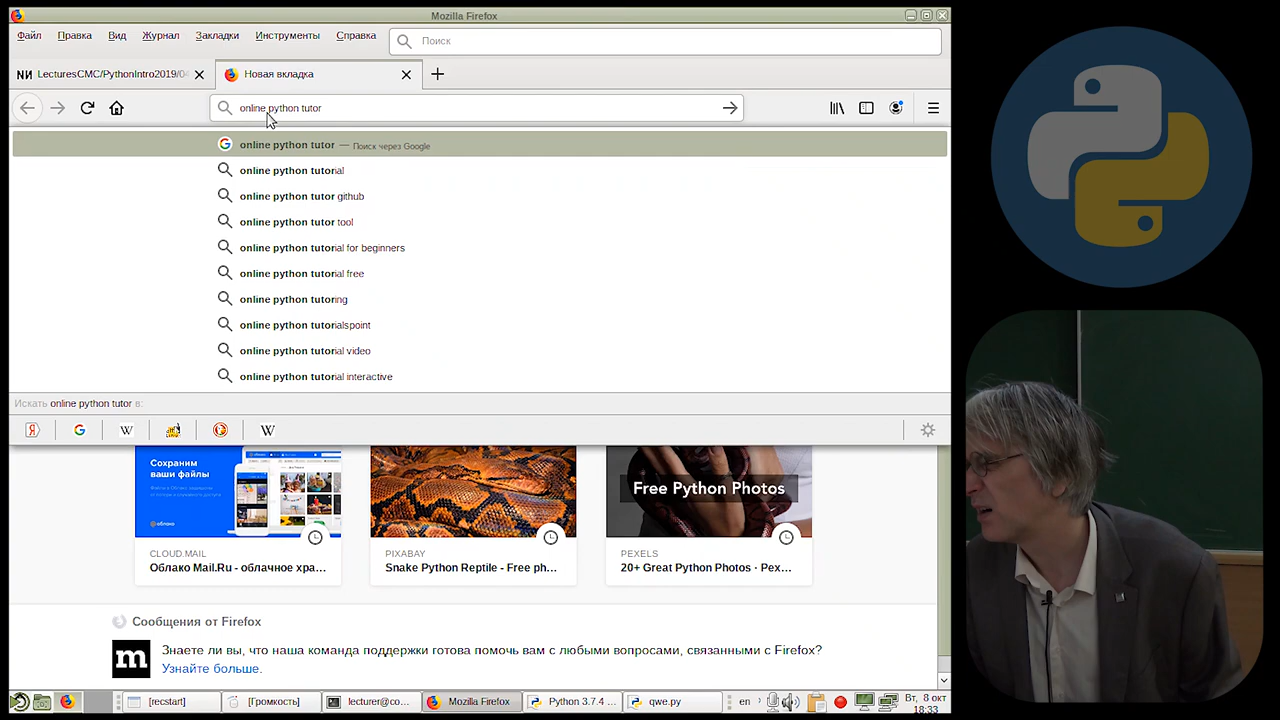 Mozilla Firefox
Файл Правка Вид Журнал Закладки Инструменты Справка Поиск
LecturesCMC/PythonIntro2019/04 Новая вкладка
online python tutor
online python tutor — Поиск через Google
online python tutorial
online python tutor github
online python tutor tool
online python tutorial for beginners
online python tutorial free
online python tutoring
online python tutorialspoint
online python tutorial video
online python tutorial interactive
Искать online python tutor в:
Сохраним
ваши файлы
облако
Free Python Photos
CLOUD.MAIL PIXABAY PEXELS
Облако Mail.Ru - облачное хра… Snake Python Reptile - Free ph… 20+ Great Python Photos · Pex…
Сообщения от Firefox
Знаете ли вы, что наша команда поддержки готова помочь вам с любыми вопросами, связанными с Firefox?
Узнайте больше.
[recstart] [Громкость] lecturer@co… Mozilla Firefox Python 3.7.4 … qwe.py en Вт, 8 окт
18:33